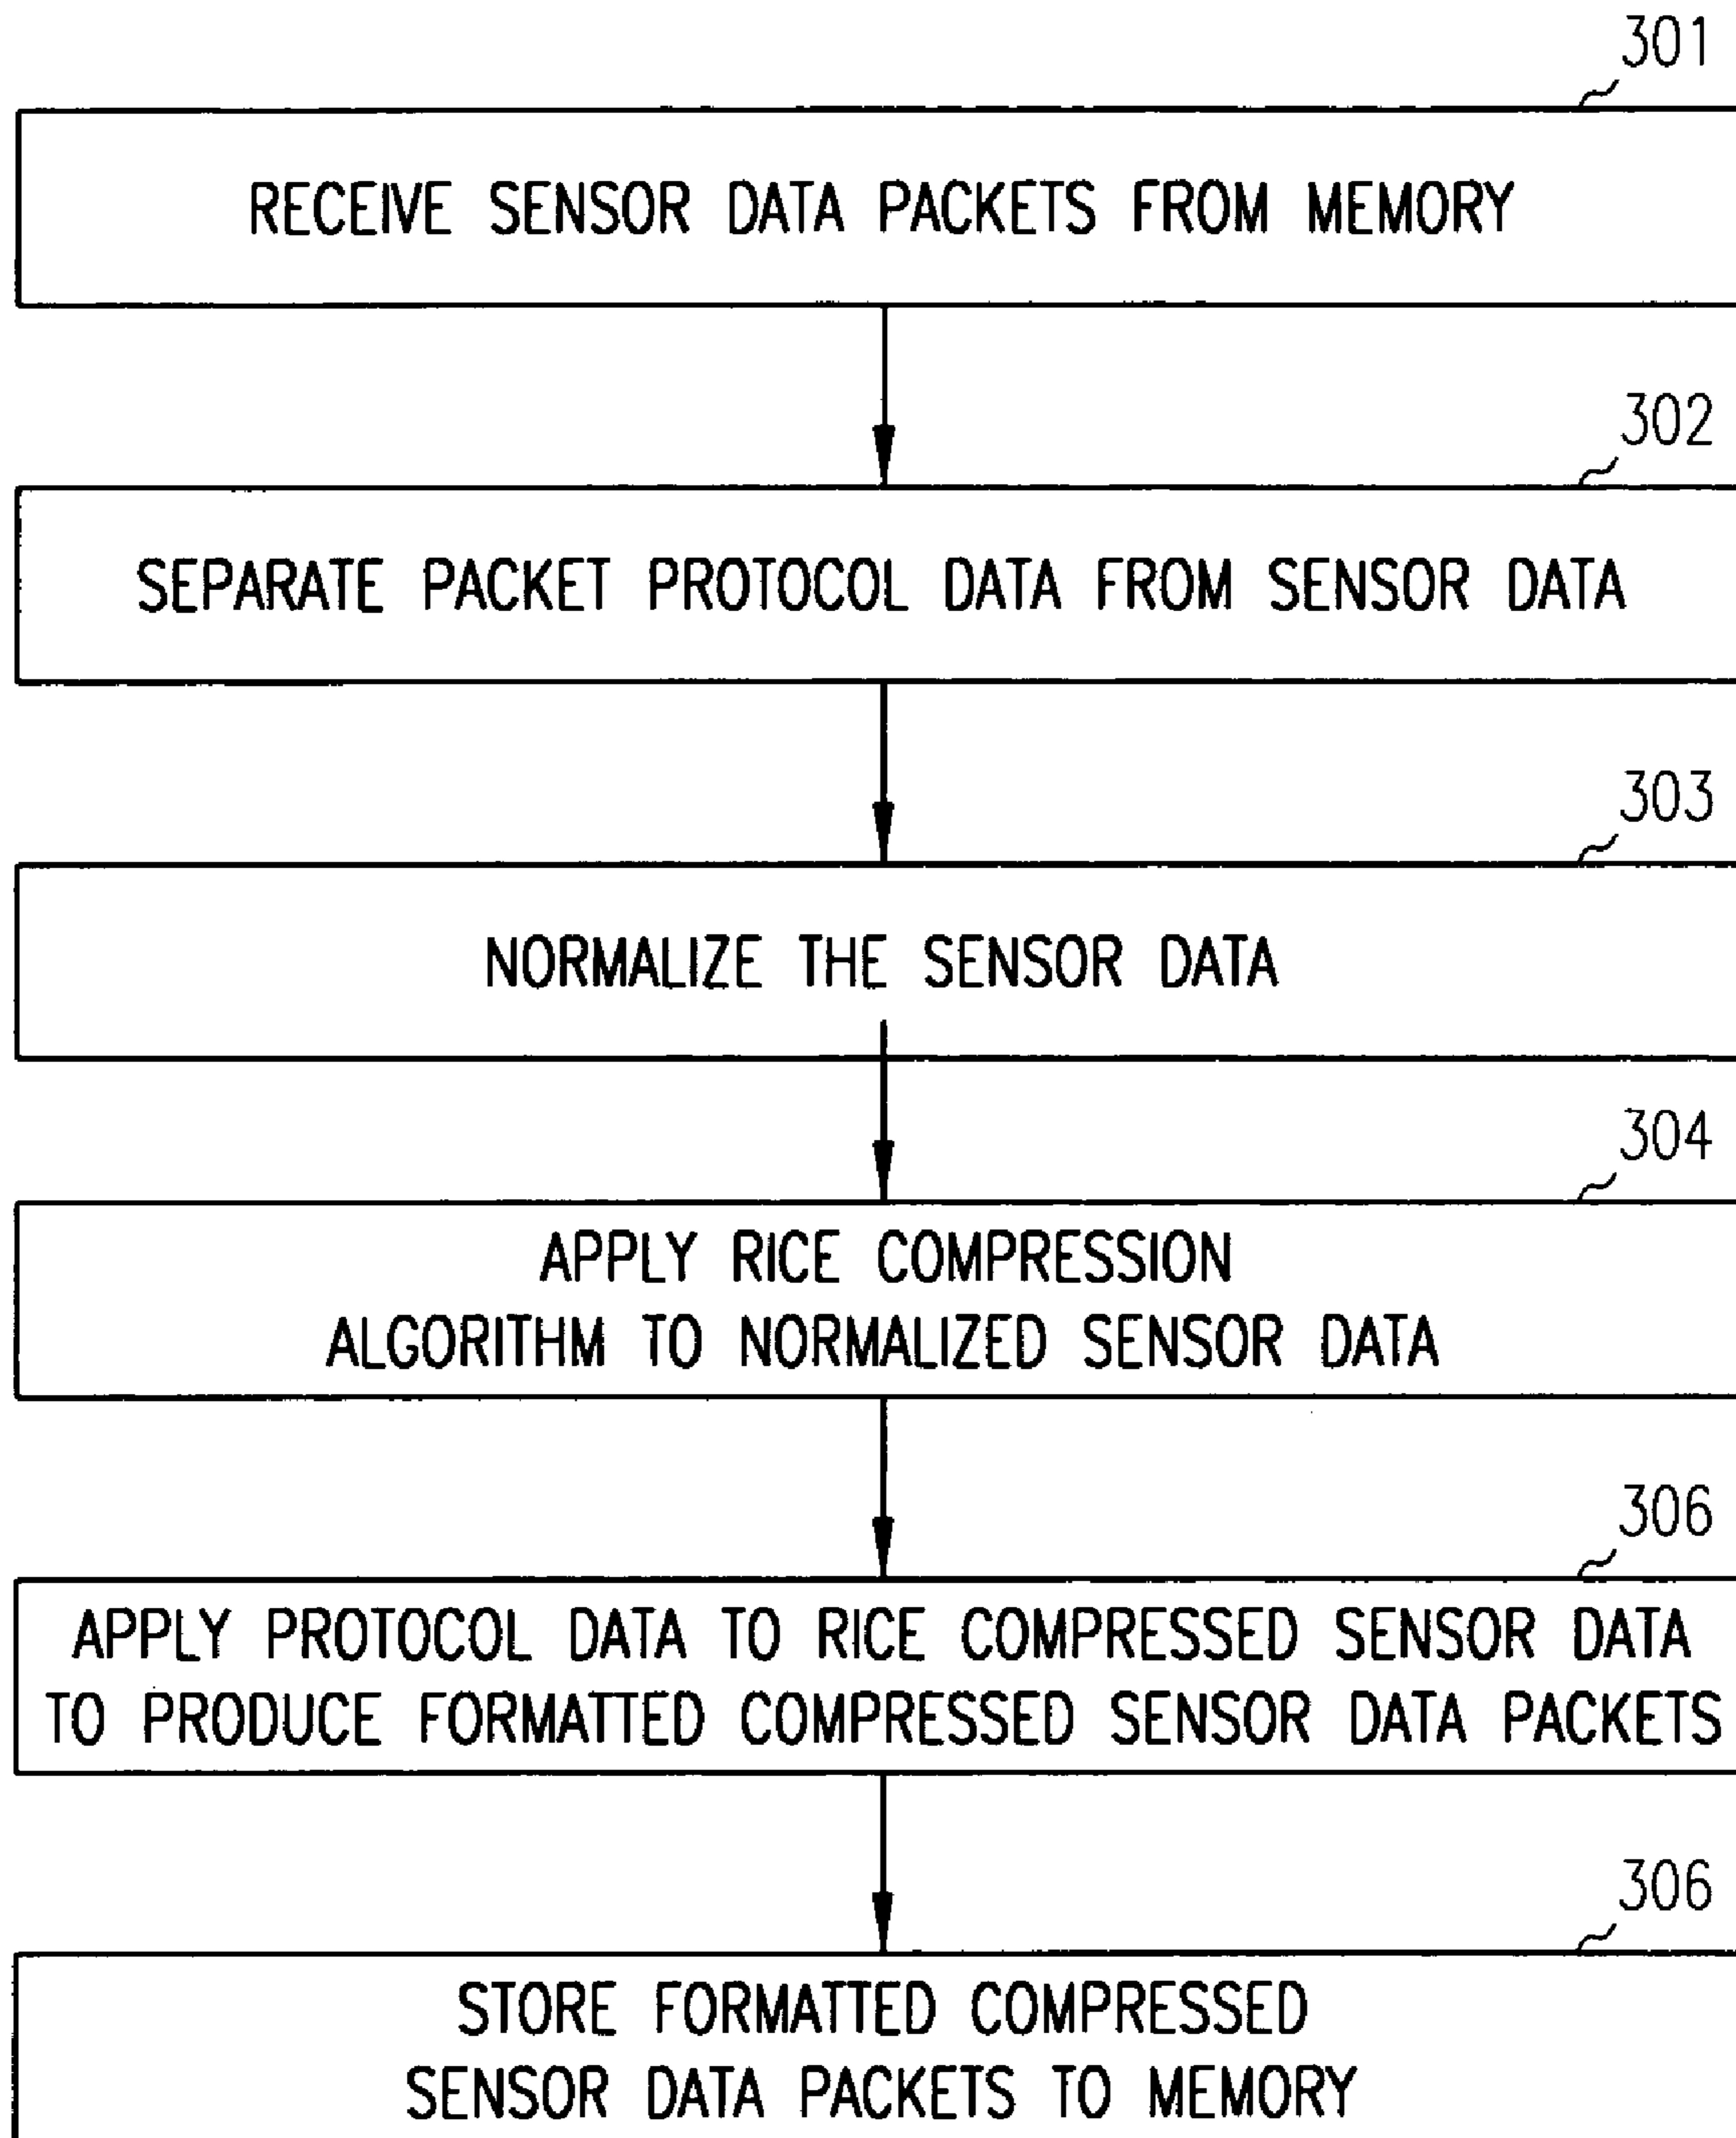 301
RECEIVE SENSOR DATA PACKETS FROM MEMORY
302
SEPARATE PACKET PROTOCOL DATA FROM SENSOR DATA
303
NORMALIZE THE SENSOR DATA
304
APPLY RICE COMPRESSION
ALGORITHM TO NORMALIZED SENSOR DATA
306
APPLY PROTOCOL DATA TO RICE COMPRESSED SENSOR DATA
TO PRODUCE FORMATTED COMPRESSED SENSOR DATA PACKETS
306
STORE FORMATTED COMPRESSED
SENSOR DATA PACKETS TO MEMORY